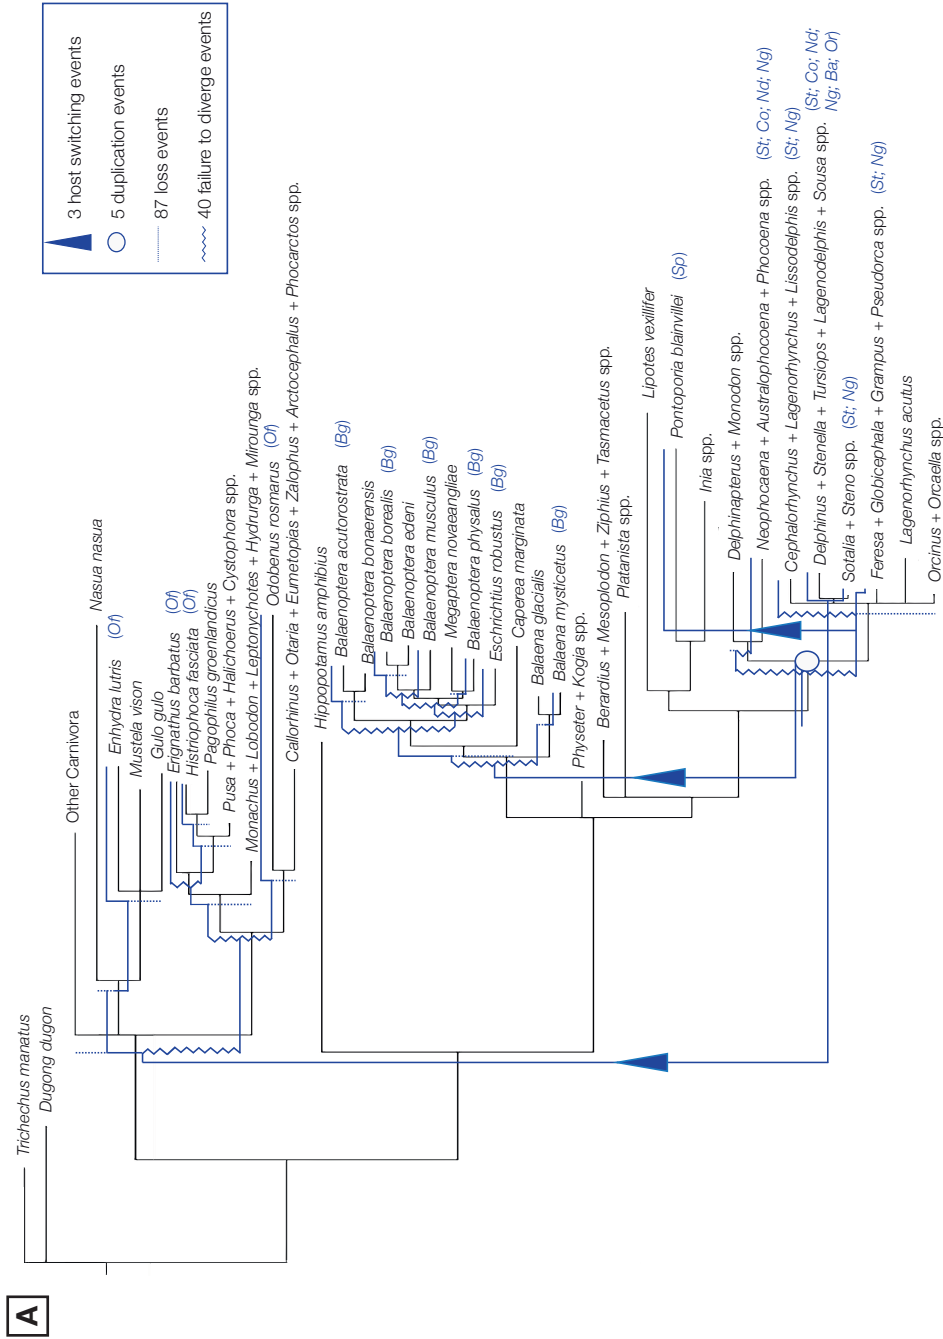 A
3 host switching events
5 duplication events
87 loss events
40 failure to diverge events
Trichechus manatus
Dugong dugon
Other Carnivora
Nasua nasua
Enhydra lutris (Of)
Mustela vison
Gulo gulo
Erignathus barbatus (Of)
Histriophoca fasciata (Of)
Pagophilus groenlandicus
Pusa + Phoca + Halichoerus + Cystophora spp.
Monachus + Lobodon + Leptonychotes + Hydrurga + Mirounga spp.
Odobenus rosmarus (Of)
Callorhinus + Otaria + Eumetopias + Zalophus + Arctocephalus + Phocarctos spp.
Hippopotamus amphibius
Balaenoptera acutorostrata (Bg)
Balaenoptera bonaerensis
Balaenoptera borealis (Bg)
Balaenoptera edeni
Balaenoptera musculus (Bg)
Megaptera novaeangliae
Balaenoptera physalus (Bg)
Eschrichtius robustus (Bg)
Caperea marginata
Balaena glacialis
Balaena mysticetus (Bg)
Physeter + Kogia spp.
Berardius + Mesoplodon + Ziphius + Tasmacetus spp.
Platanista spp.
Lipotes vexillifer
Pontoporia blainvillei (Sp)
Inia spp.
Delphinapterus + Monodon spp.
Neophocaena + Australophocoena + Phocoena spp. (St; Co; Nd; Ng)
Cephalorhynchus + Lagenorhynchus + Lissodelphis spp. (St; Ng)
Delphinus + Stenella + Tursiops + Lagenodelphis + Sousa spp. (St; Co; Nd;
Ng; Ba; Or)
Sotalia + Steno spp. (St; Ng)
Feresa + Globicephala + Grampus + Pseudorca spp. (St; Ng)
Lagenorhynchus acutus
Orcinus + Orcaella spp.